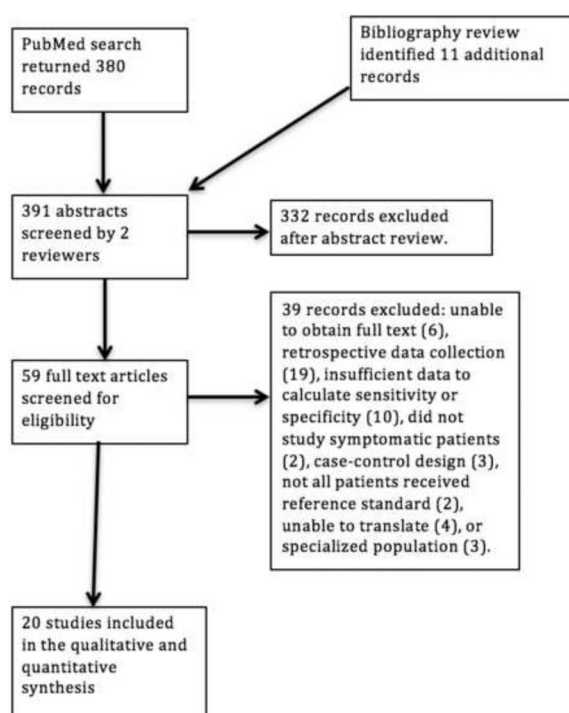 PubMed search
returned 380
records
Bibliography review
identified 11 additional
records
391 abstracts
screened by 2
reviewers
332 records excluded
after abstract review.
39 records excluded: unable
to obtain full text (6),
retrospective data collection
(19), insufficient data to
calculate sensitivity or
specificity (10), did not
study symptomatic patients
(2), case-control design (3),
not all patients received
reference standard (2),
unable to translate (4), or
specialized population (3).
59 full text articles
screened for
eligibility
20 studies included
in the qualitative and
quantitative
synthesis